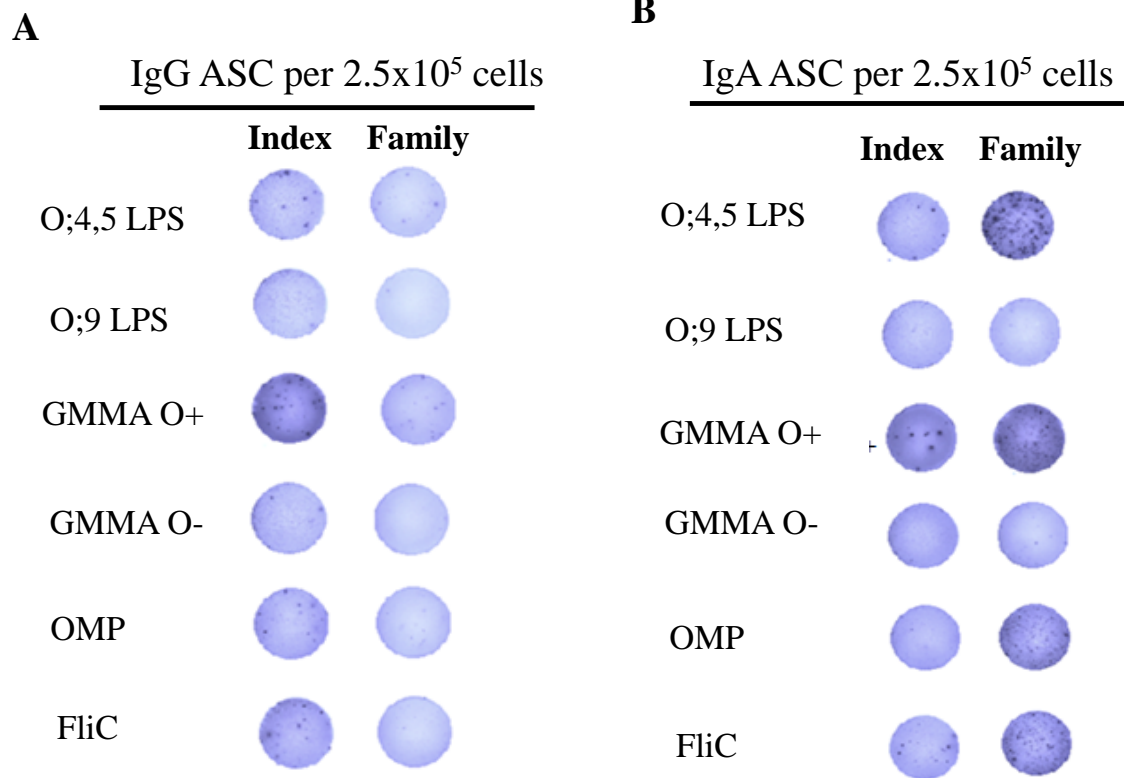 A
IgG ASC per 2.5x10⁵ cells
Index Family
O;4,5 LPS
O;9 LPS
GMMA O+
GMMA O-
OMP
FliC
B
IgA ASC per 2.5x10⁵ cells
Index Family
O;4,5 LPS
O;9 LPS
GMMA O+
GMMA O-
OMP
FliC